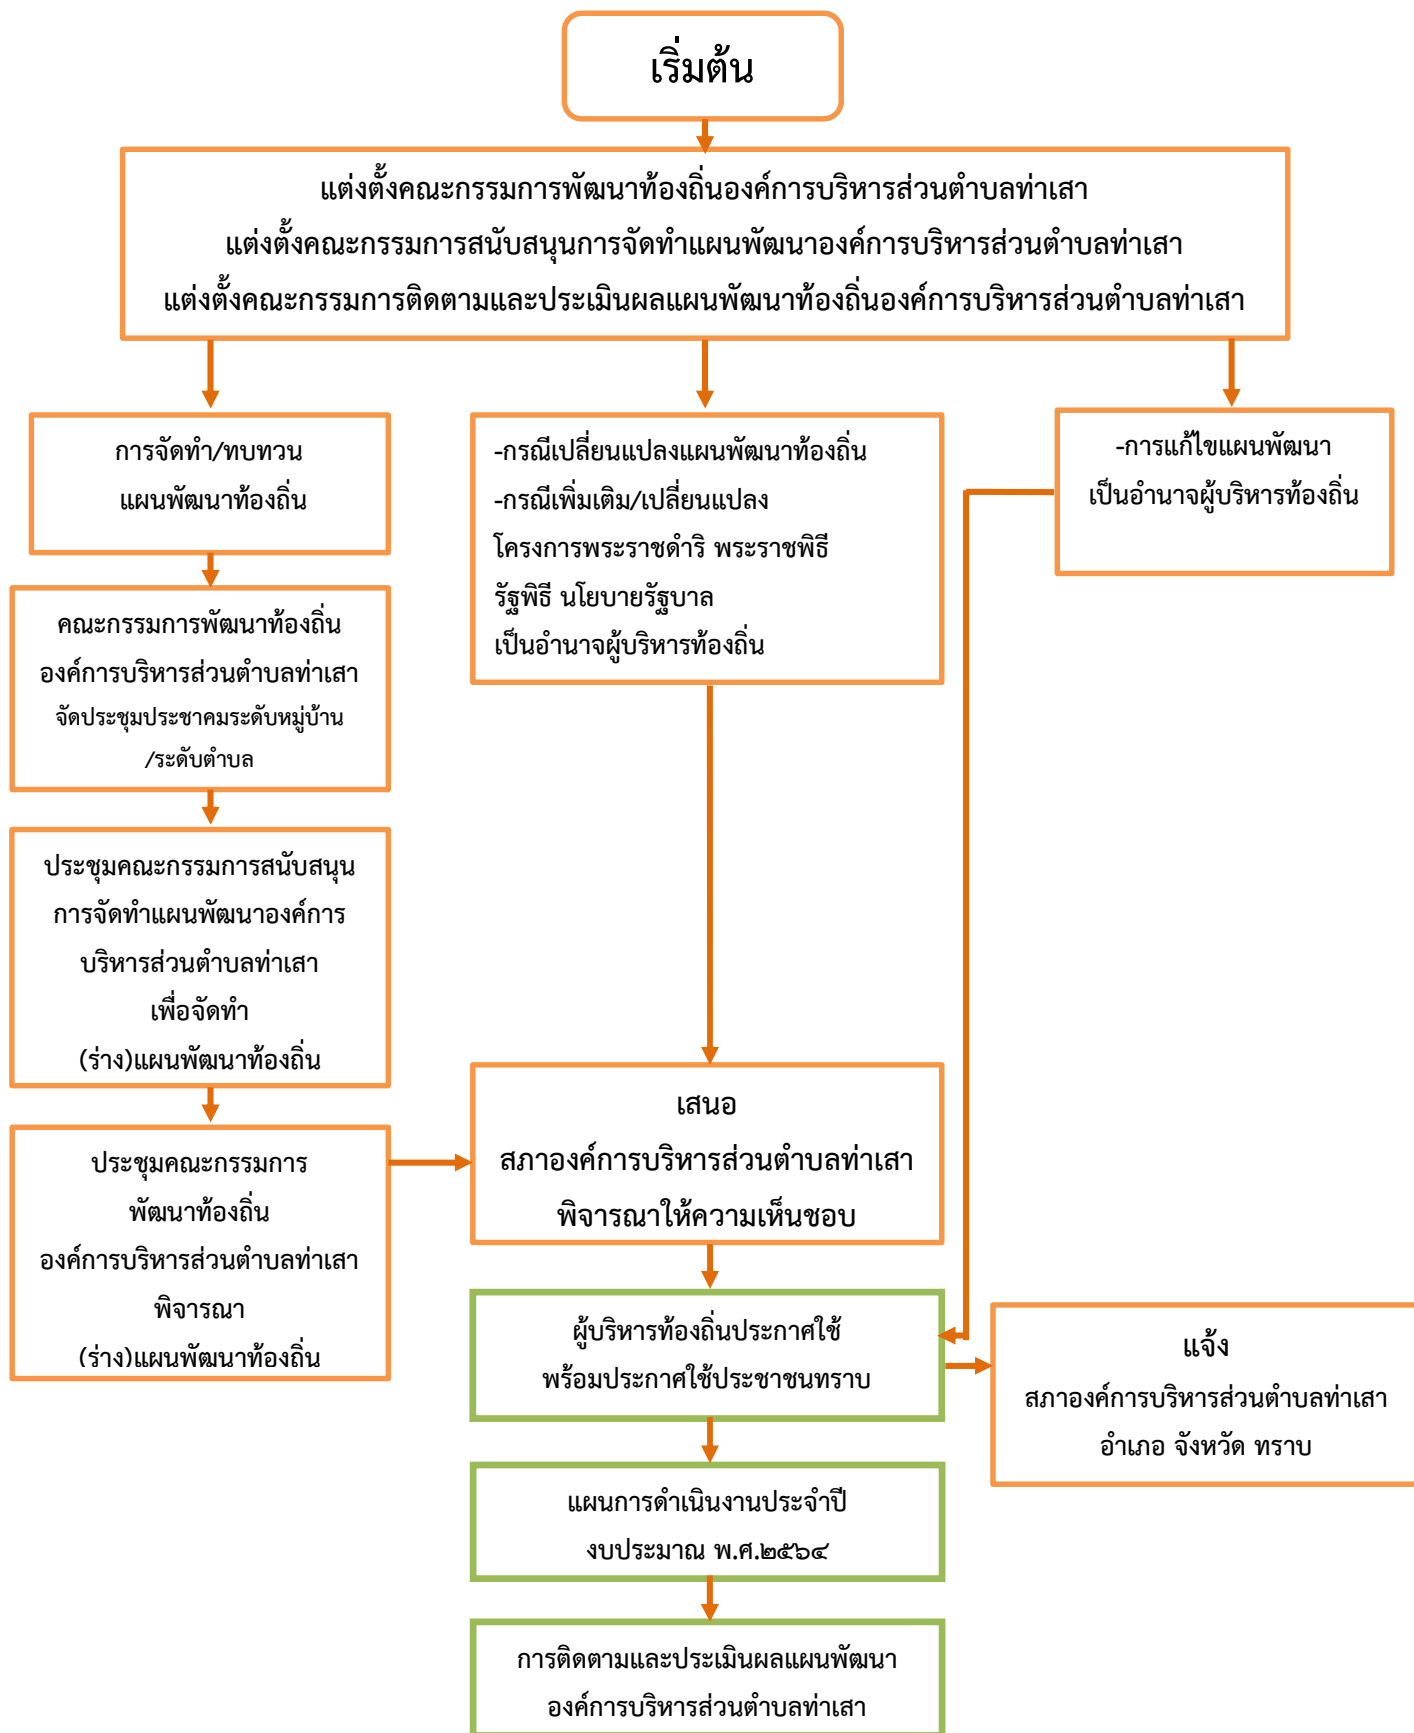 เริ่มต้น
แต่งตั้งคณะกรรมการพัฒนาท้องถิ่นองค์การบริหารส่วนตำบลท่าเสา
แต่งตั้งคณะกรรมการสนับสนุนการจัดทำแผนพัฒนาองค์การบริหารส่วนตำบลท่าเสา
แต่งตั้งคณะกรรมการติดตามและประเมินผลแผนพัฒนาท้องถิ่นองค์การบริหารส่วนตำบลท่าเสา
การจัดทำ/ทบทวน
แผนพัฒนาท้องถิ่น
คณะกรรมการพัฒนาท้องถิ่น
องค์การบริหารส่วนตำบลท่าเสา
จัดประชุมประชาคมระดับหมู่บ้าน
/ระดับตำบล
ประชุมคณะกรรมการสนับสนุน
การจัดทำแผนพัฒนาองค์การ
บริหารส่วนตำบลท่าเสา
เพื่อจัดทำ
(ร่าง)แผนพัฒนาท้องถิ่น
ประชุมคณะกรรมการ
พัฒนาท้องถิ่น
องค์การบริหารส่วนตำบลท่าเสา
พิจารณา
(ร่าง)แผนพัฒนาท้องถิ่น
-กรณีเปลี่ยนแปลงแผนพัฒนาท้องถิ่น
-กรณีเพิ่มเติม/เปลี่ยนแปลง
โครงการพระราชดำริ พระราชพิธี
รัฐพิธี นโยบายรัฐบาล
เป็นอำนาจผู้บริหารท้องถิ่น
-การแก้ไขแผนพัฒนา
เป็นอำนาจผู้บริหารท้องถิ่น
เสนอ
สภาองค์การบริหารส่วนตำบลท่าเสา
พิจารณาให้ความเห็นชอบ
ผู้บริหารท้องถิ่นประกาศใช้
พร้อมประกาศใช้ประชาชนทราบ
แจ้ง
สภาองค์การบริหารส่วนตำบลท่าเสา
อำเภอ จังหวัด ทราบ
แผนการดำเนินงานประจำปี
งบประมาณ พ.ศ.๒๕๖๔
การติดตามและประเมินผลแผนพัฒนา
องค์การบริหารส่วนตำบลท่าเสา